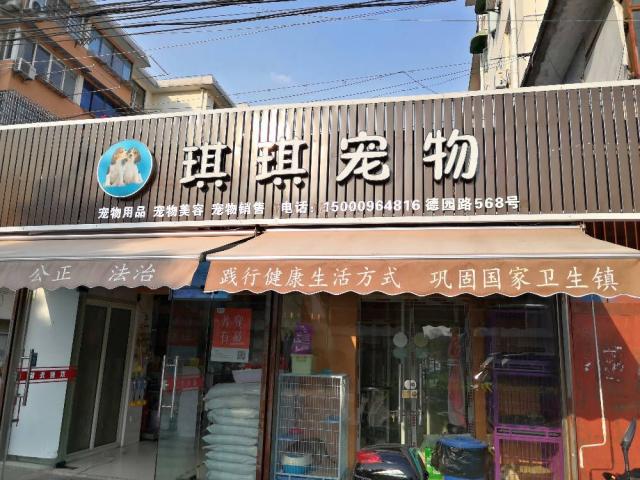 琪琪宠物
宠物用品 宠物美容 宠物销售 电话：15000964816 德园路568号
公正 法治
践行健康生活方式 巩固国家卫生镇